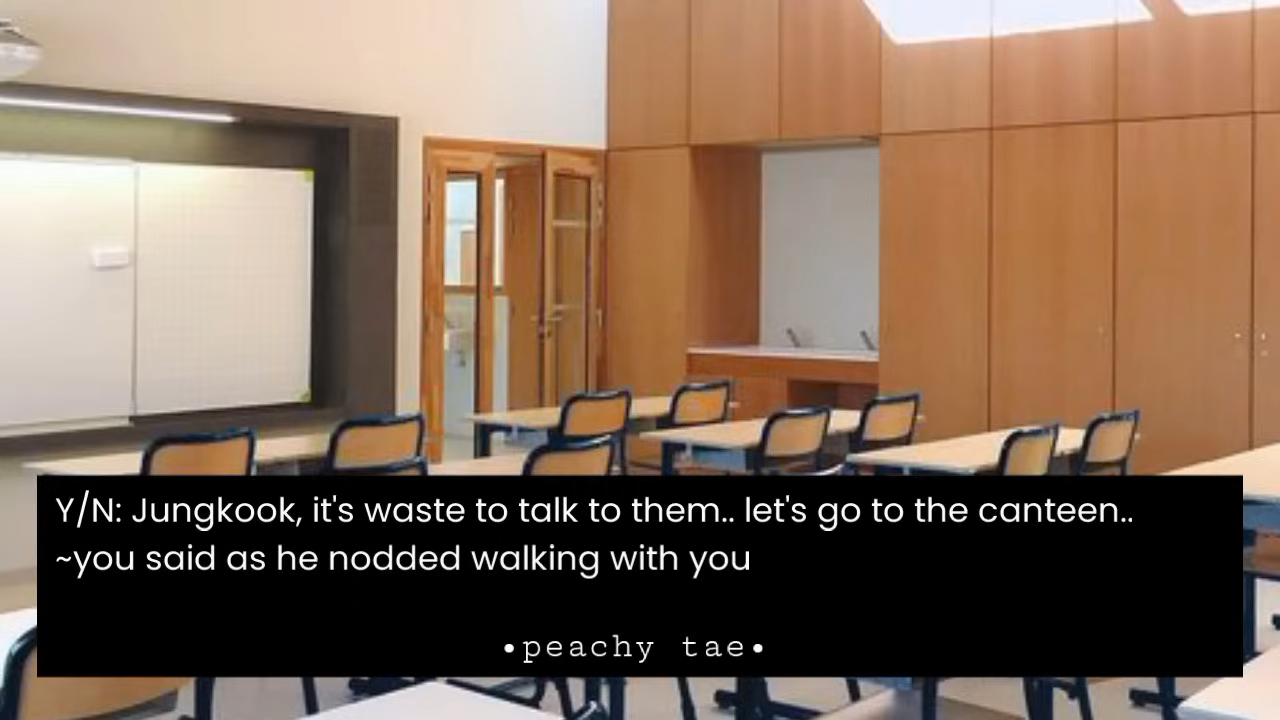 Y/N: Jungkook, it's waste to talk to them.. let's go to the canteen..
~you said as he nodded walking with you
•peachy tae•